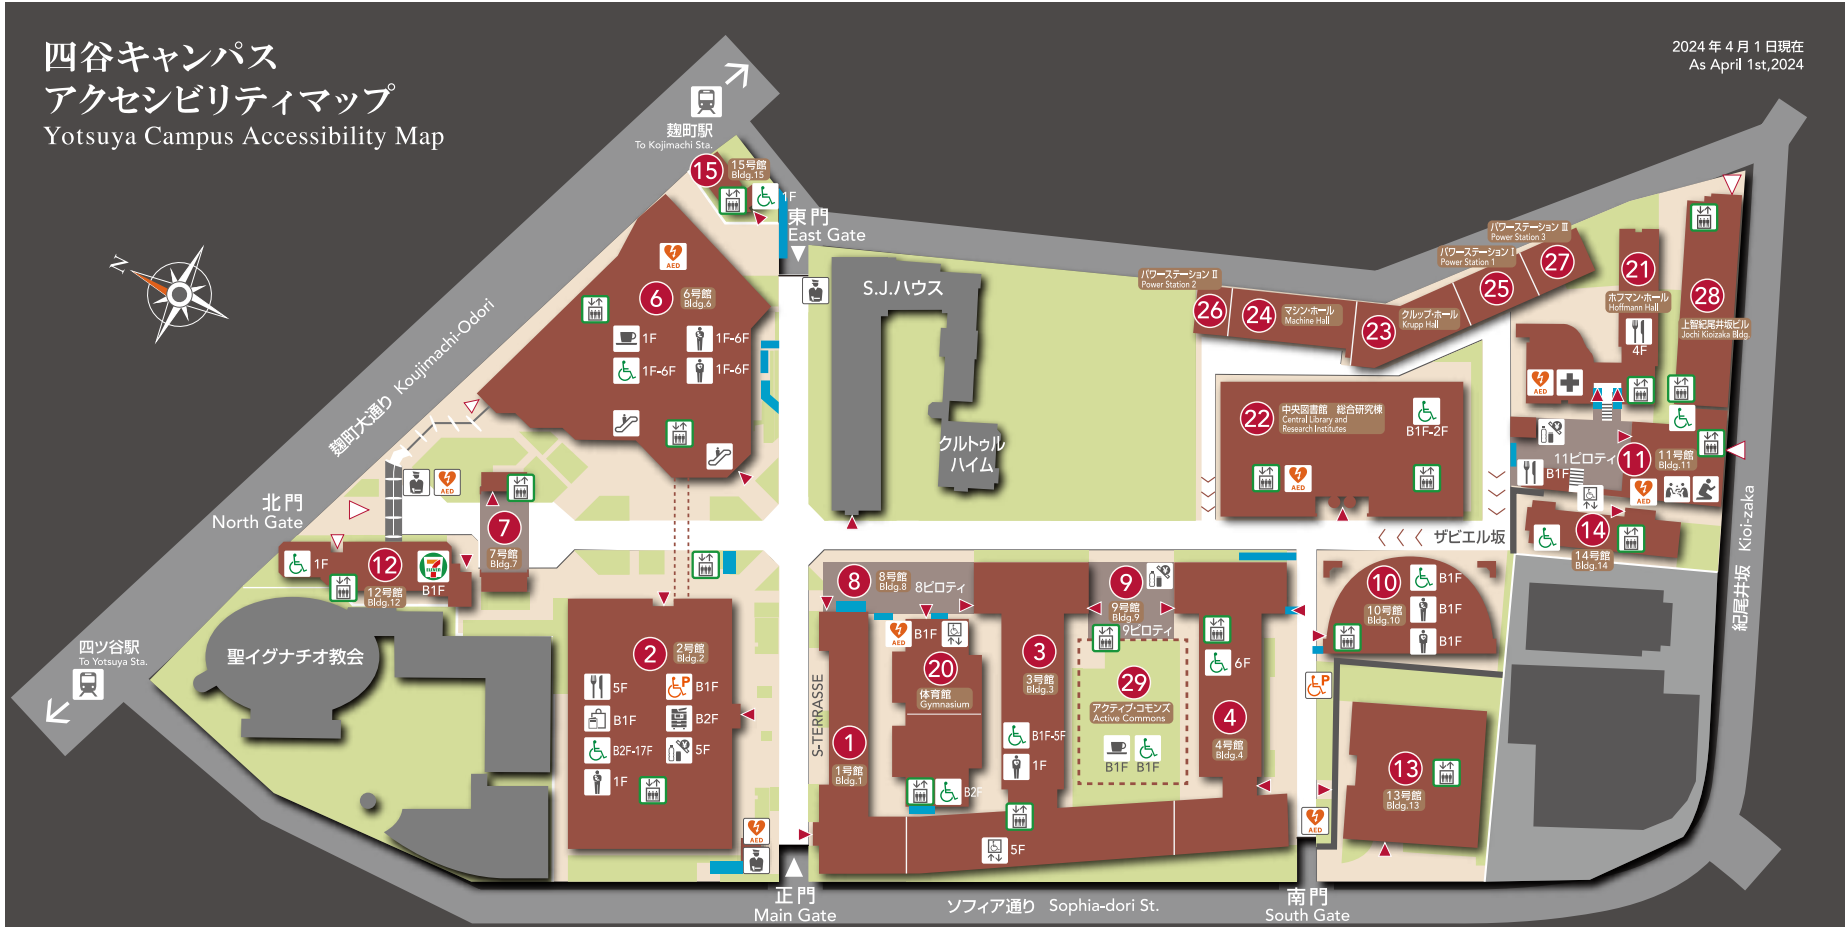 四谷キャンパス
アクセシビリティマップ
Yotsuya Campus Accessibility Map
2024 年 4 月 1 日現在
As April 1st,2024
麹町駅
To Kojimachi Sta.
15
15号館
Bldg.15
1F
東門
East Gate
N
麹町大通り Koujimachi-Odori
AED
6
6号館
Bldg.6
1F
1F-6F
1F-6F
1F-6F
S.J.ハウス
クルトゥル
ハイム
パワーステーション II
Power Station 2
パワーステーション I
Power Station 1
パワーステーション III
Power Station 3
26
24
マシン・ホール
Machine Hall
23
クルップ・ホール
Krupp Hall
25
27
21
ホフマン・ホール
Hoffmann Hall
4F
28
上智紀尾井坂ビル
Jochi Kioizaka Bldg.
AED
22
中央図書館 総合研究棟
Central Library and
Research Institutes
B1F-2F
AED
11ピロティ
11
11号館
Bldg.11
B1F
AED
14
14号館
Bldg.14
ザビエル坂
紀尾井坂 Kioi-zaka
北門
North Gate
AED
7
7号館
Bldg.7
1F
12
12号館
Bldg.12
7
ELEVEN
B1F
四ツ谷駅
To Yotsuya Sta.
聖イグナチオ教会
2
2号館
Bldg.2
5F
B1F
B1F
B2F
B2F-17F
5F
1F
P
AED
正門
Main Gate
S-TERRASSE
1
1号館
Bldg.1
8
8号館
Bldg.8
8ピロティ
AED
B1F
20
体育館
Gymnasium
B2F
3
3号館
Bldg.3
B1F-5F
1F
5F
9
9号館
Bldg.9
9ピロティ
29
アクティブ・コモンズ
Active Commons
B1F
B1F
6F
4
4号館
Bldg.4
10
10号館
Bldg.10
B1F
B1F
B1F
P
13
13号館
Bldg.13
AED
南門
South Gate
ソフィア通り Sophia-dori St.